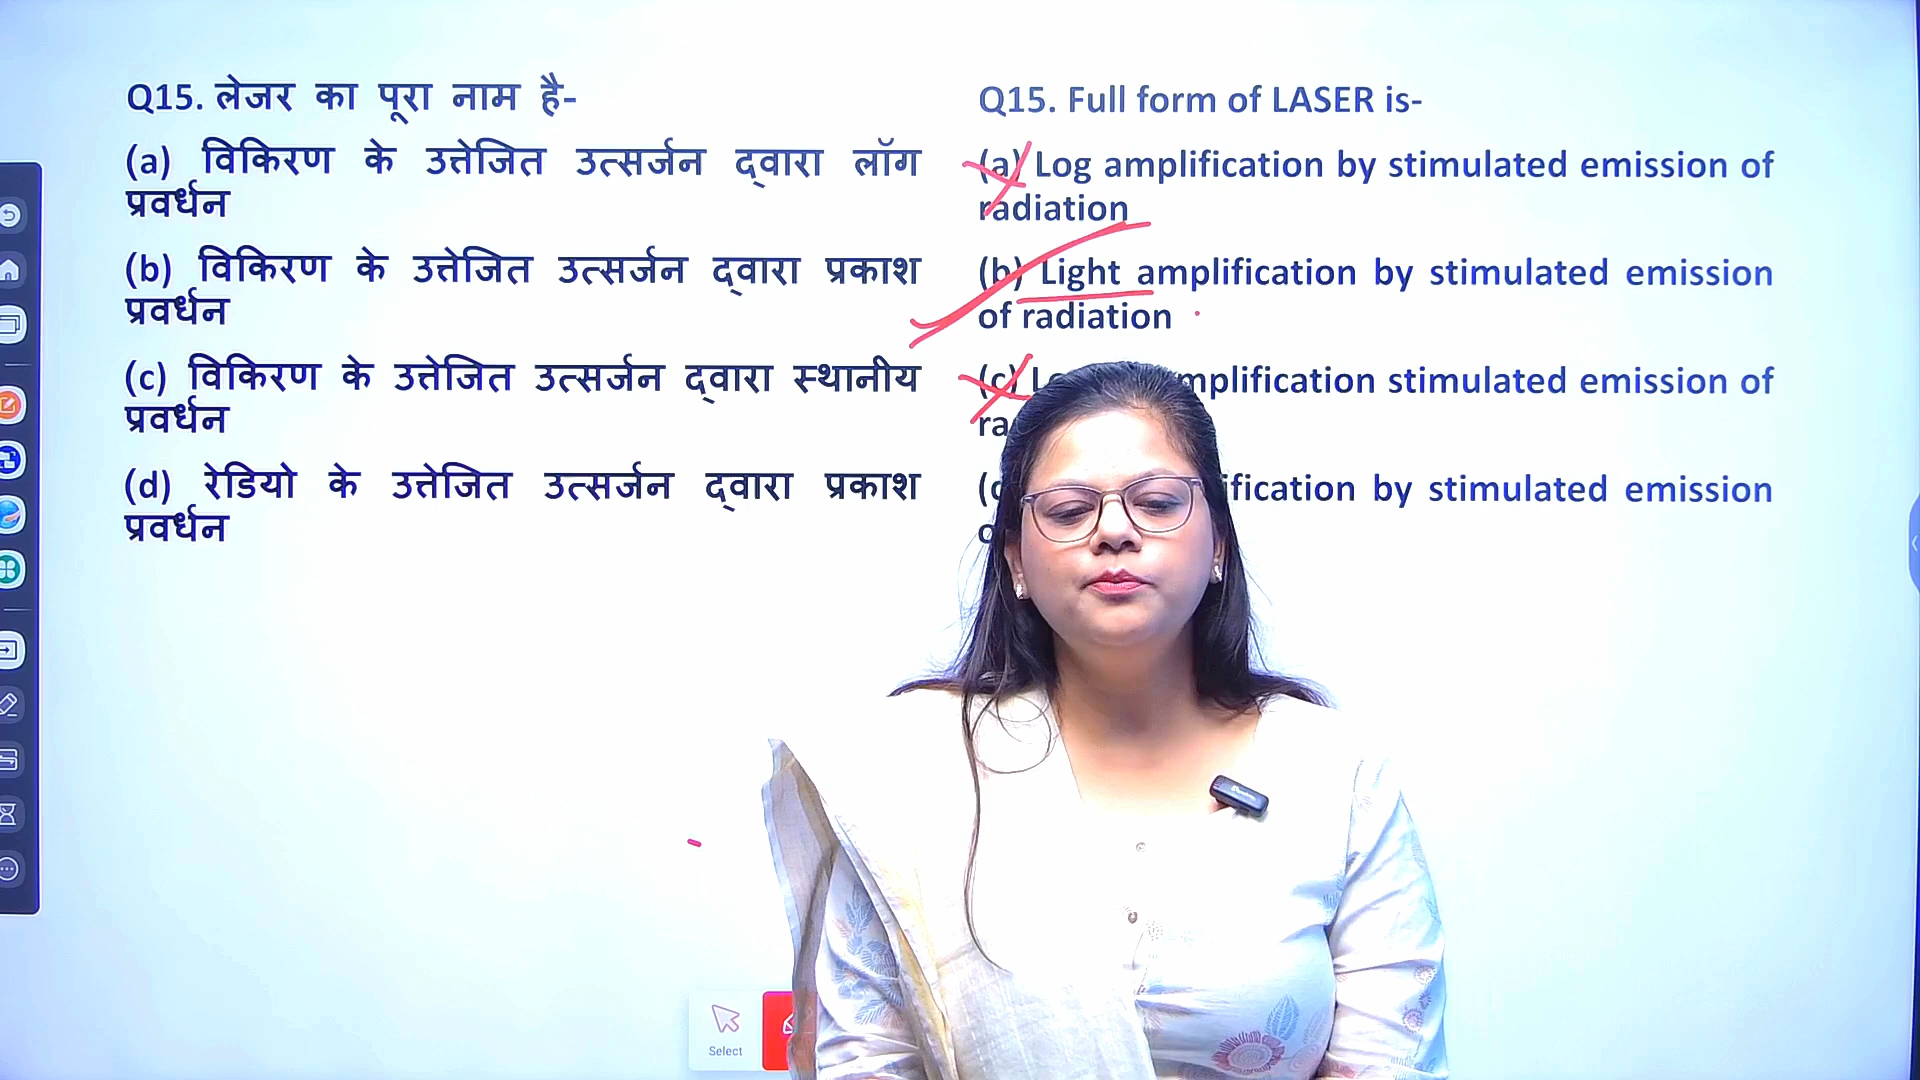 Q15. लेजर का पूरा नाम है-
(a) विकिरण के उत्तेजित उत्सर्जन द्वारा लॉग
प्रवर्धन
(b) विकिरण के उत्तेजित उत्सर्जन द्वारा प्रकाश
प्रवर्धन
(c) विकिरण के उत्तेजित उत्सर्जन द्वारा स्थानीय
प्रवर्धन
(d) रेडियो के उत्तेजित उत्सर्जन द्वारा प्रकाश
प्रवर्धन
Q15. Full form of LASER is-
(a) Log amplification by stimulated emission of
radiation
(b) Light amplification by stimulated emission
of radiation
(c) stimulated emission of
by stimulated emission
Select